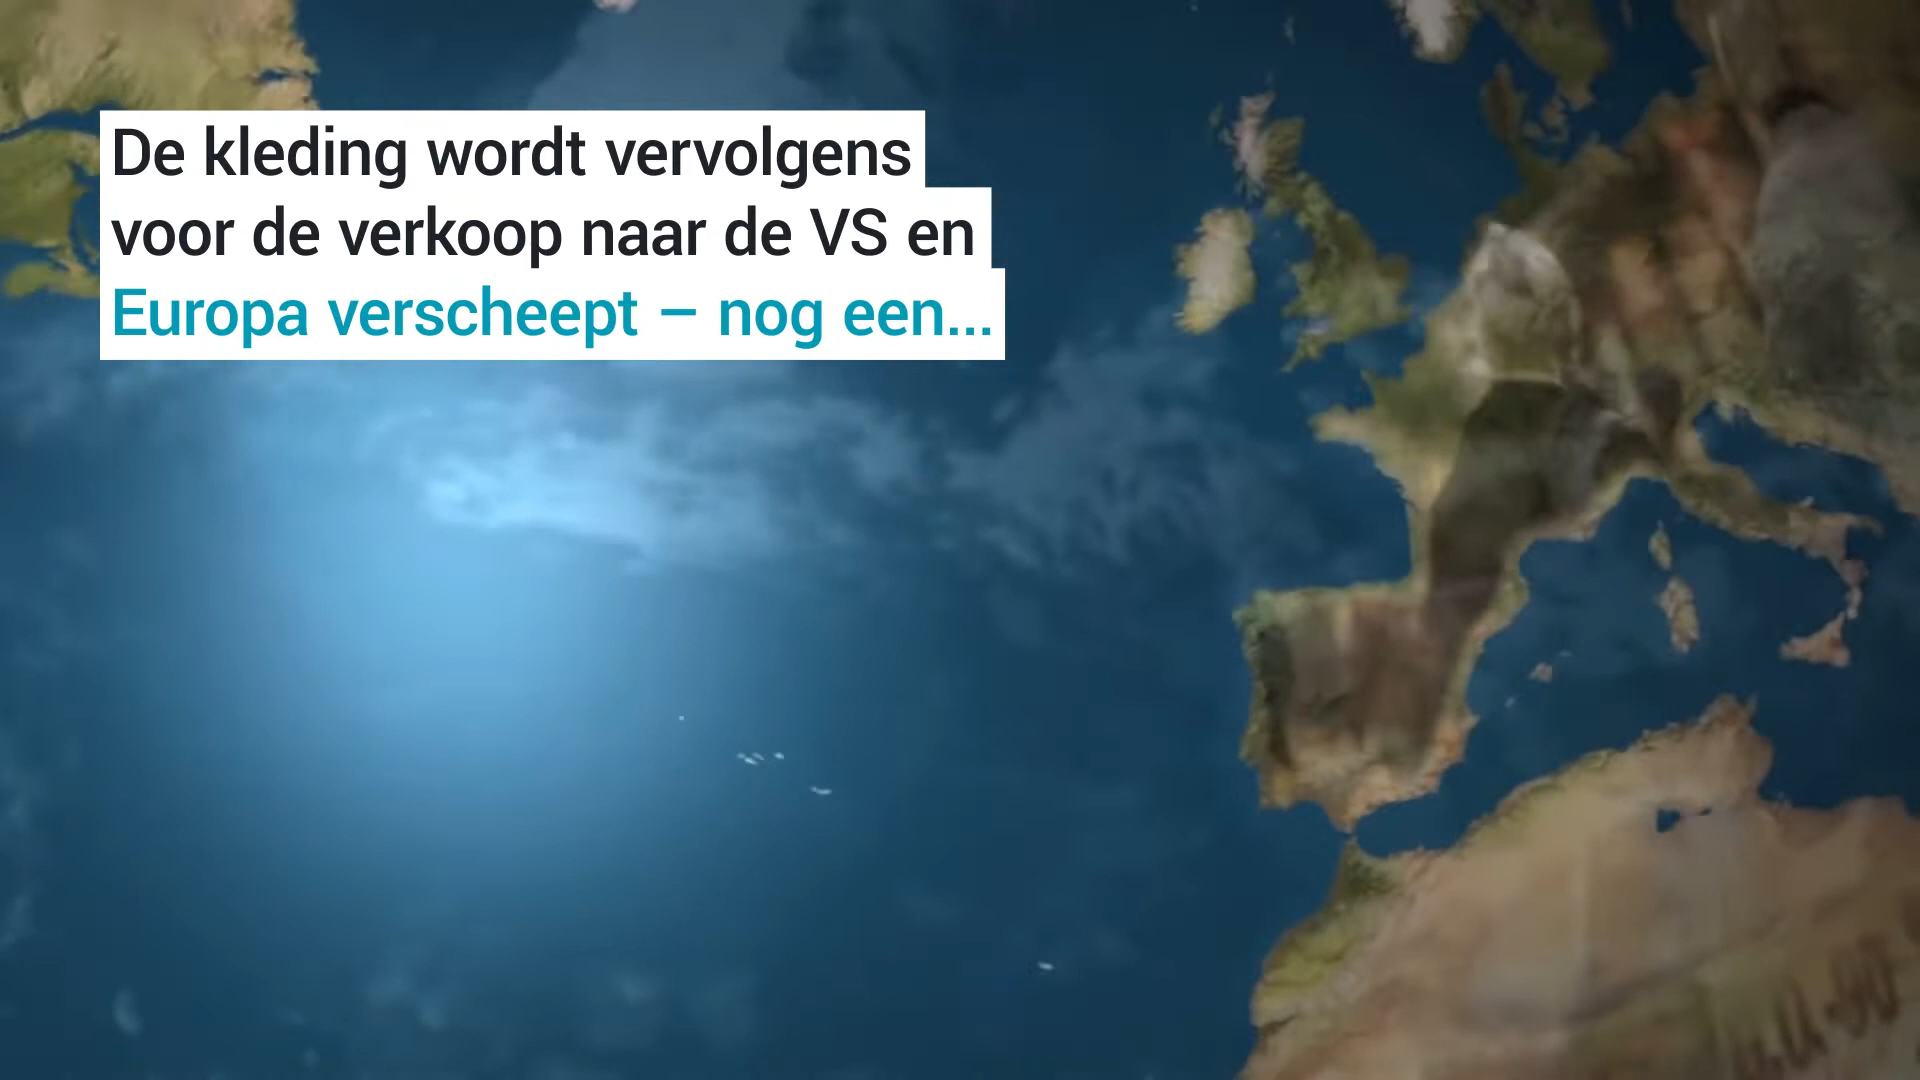 De kleding wordt vervolgens
voor de verkoop naar de VS en
Europa verscheept – nog een...